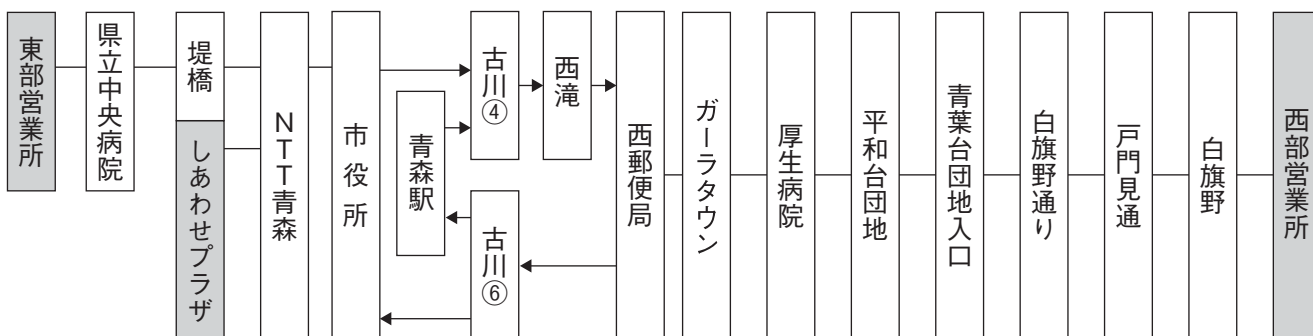 東部営業所
県立中央病院
堤橋
しあわせプラザ
NTT青森
市役所
青森駅
古川④
古川⑥
西滝
西郵便局
ガーラタウン
厚生病院
平和台団地
青葉台団地入口
白旗野通り
戸門見通
白旗野
西部営業所